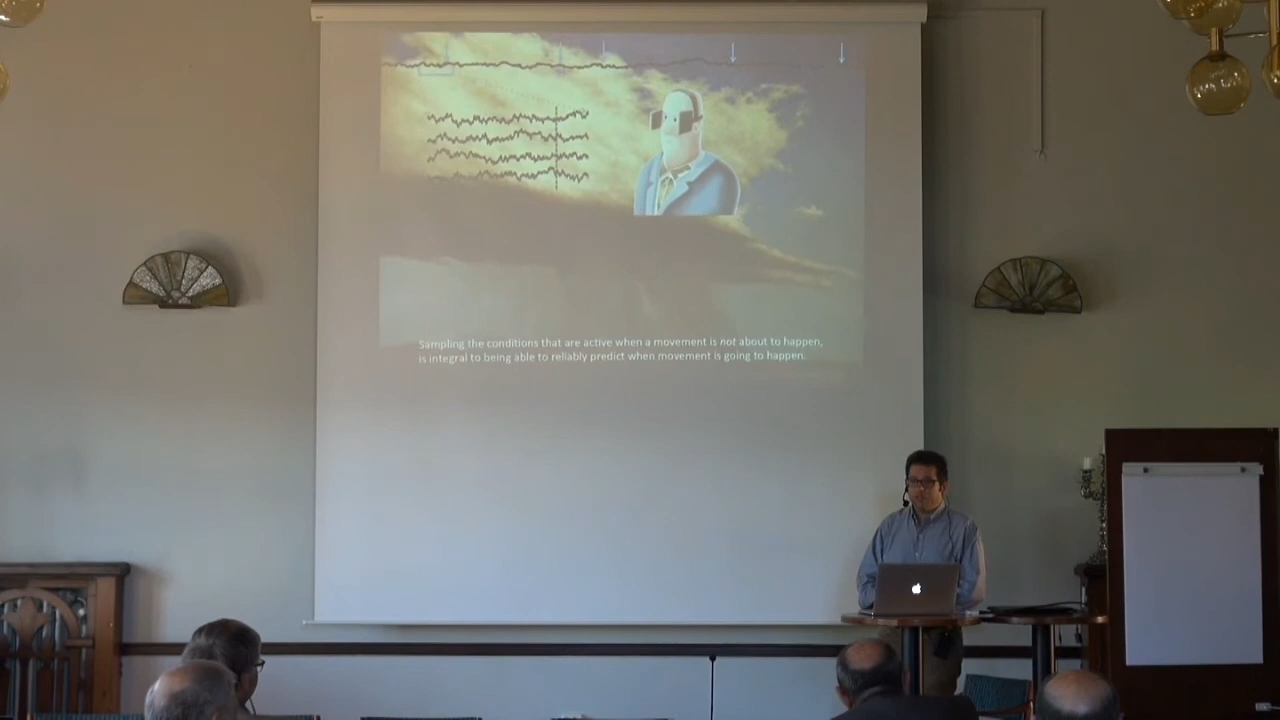 Sampling the conditions that are active when a movement is not about to happen,
is integral to being able to reliably predict when movement is going to happen.